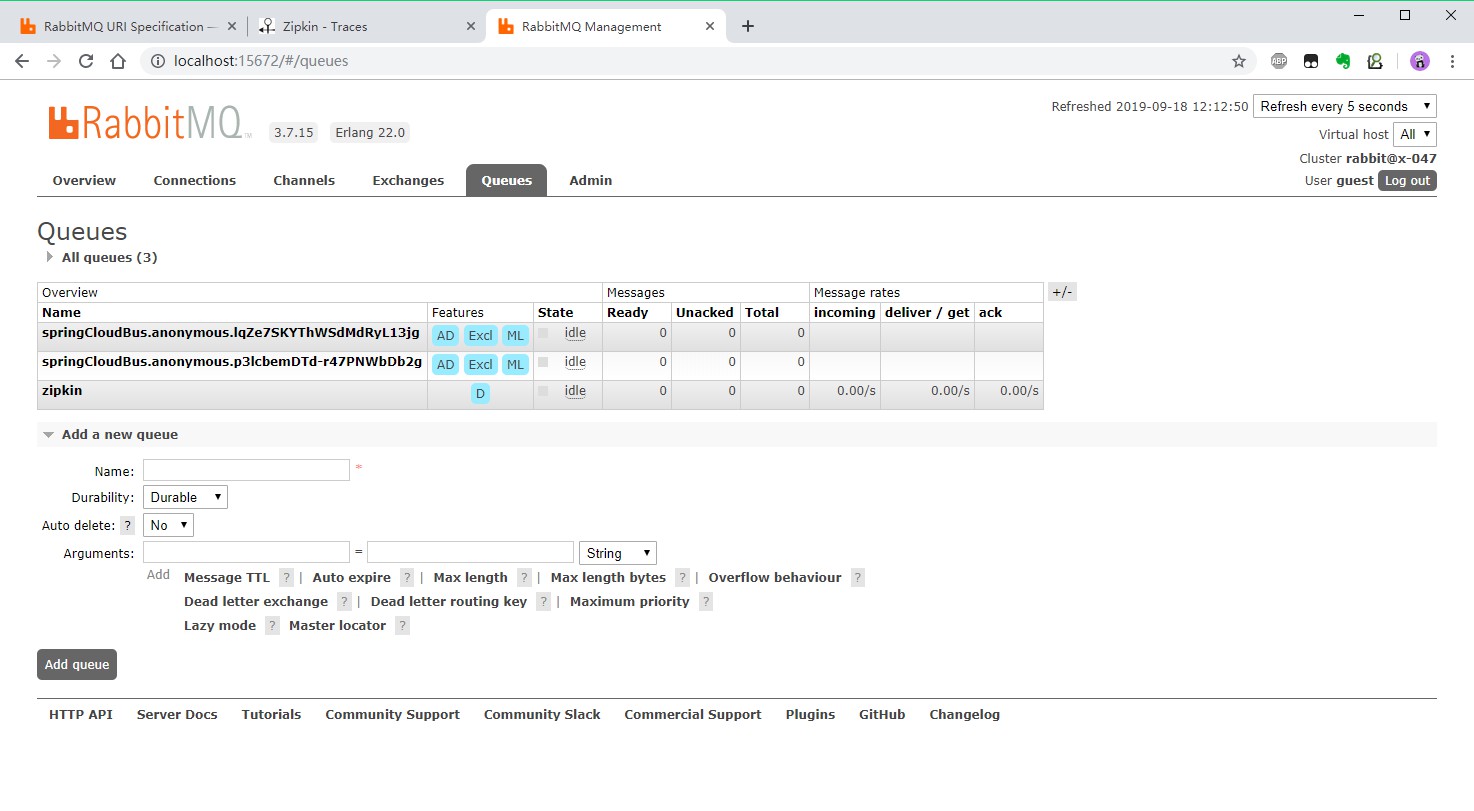 RabbitMQ URI Specification —
Zipkin - Traces
RabbitMQ Management
localhost:15672/#/queues
ABP
RabbitMQ TM
3.7.15
Erlang 22.0
Refreshed 2019-09-18 12:12:50
Refresh every 5 seconds
Virtual host All
Cluster rabbit@x-047
User guest Log out
Overview Connections Channels Exchanges Queues Admin
Queues
All queues (3)
Overview Messages Message rates +/-
Name Features State Ready Unacked Total incoming deliver / get ack
springCloudBus.anonymous.lqZe7SKYThWSdMdRyL13jg AD Excl ML idle 0 0 0
springCloudBus.anonymous.p3lcbemDTd-r47PNWbDb2g AD Excl ML idle 0 0 0
zipkin D idle 0 0 0 0.00/s 0.00/s 0.00/s
Add a new queue
Name: *
Durability: Durable
Auto delete: ? No
Arguments: = String
Add Message TTL ? | Auto expire ? | Max length ? | Max length bytes ? | Overflow behaviour ?
Dead letter exchange ? | Dead letter routing key ? | Maximum priority ?
Lazy mode ? Master locator ?
Add queue
HTTP API Server Docs Tutorials Community Support Community Slack Commercial Support Plugins GitHub Changelog